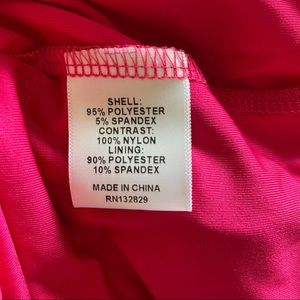 SHELL:
95% POLYESTER
5% SPANDEX
CONTRAST:
100% NYLON
LINING:
90% POLYESTER
10% SPANDEX
MADE IN CHINA
RN132829